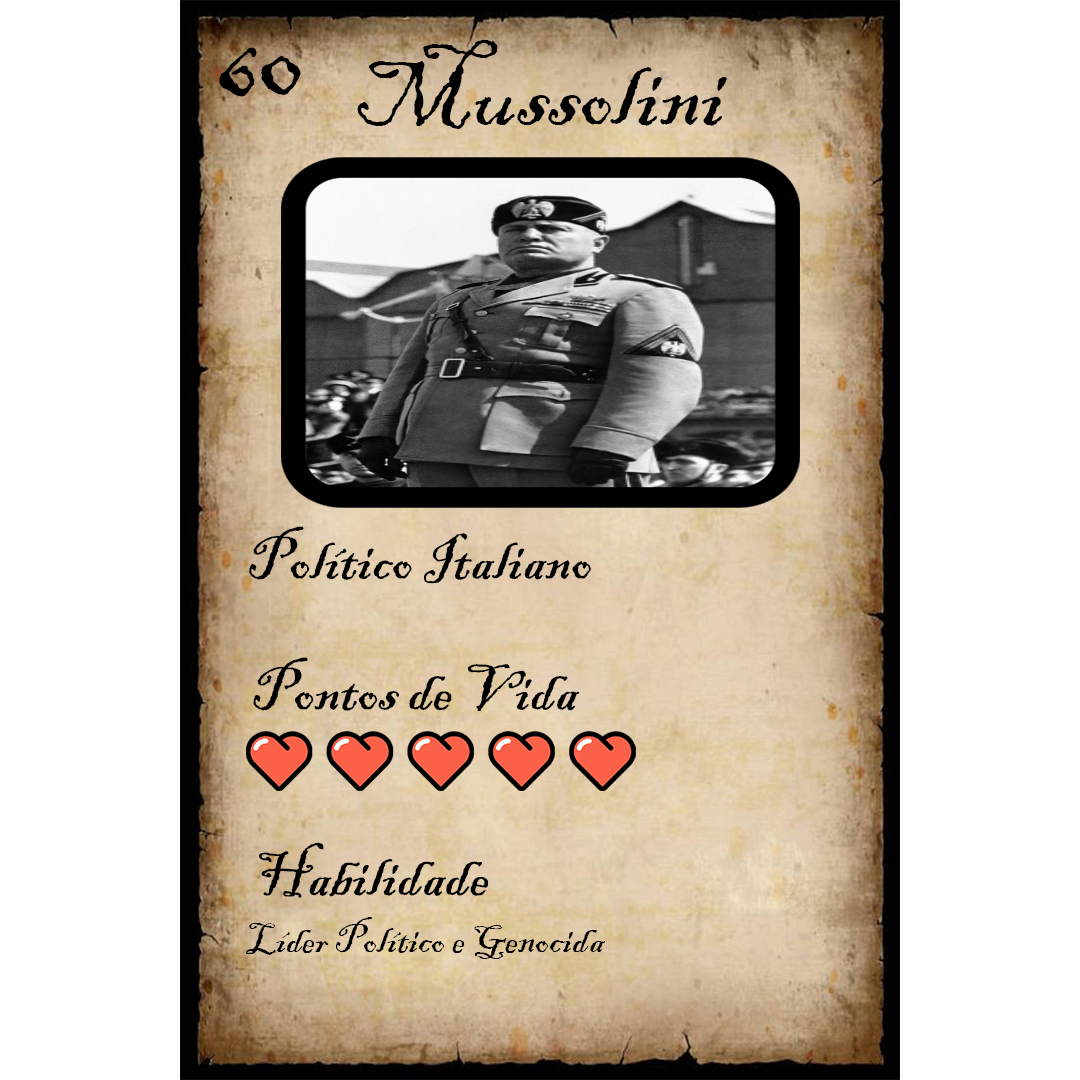 60
Mussolini
Político Italiano
Pontos de Vida
Habilidade
Líder Político e Genocida